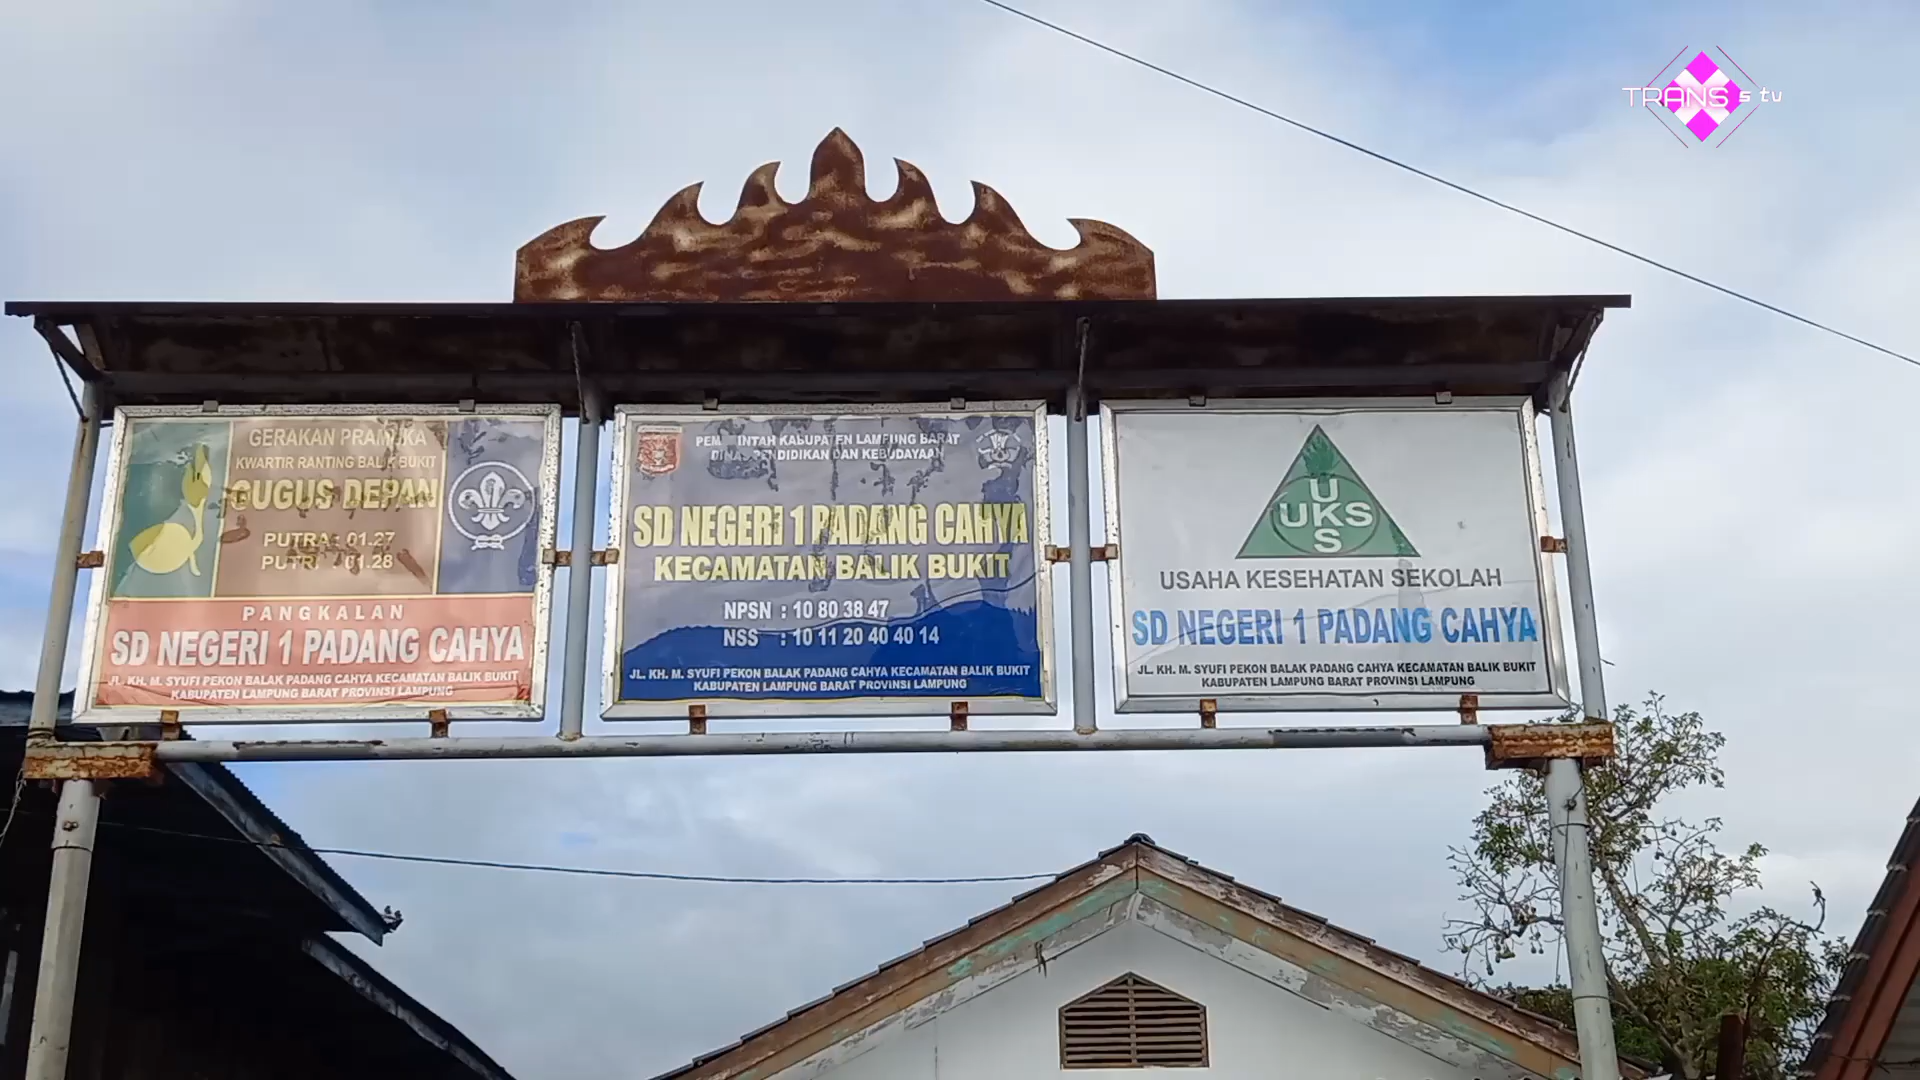 TRANS s tv
GERAKAN PRAMUKA
KWARTIR RANTING BALIK BUKIT
GUGUS DEPAN
PUTRA : 01.27
PUTRI : 01.28
PANGKALAN
SD NEGERI 1 PADANG CAHYA
JL. KH. M. SYUFI PEKON BALAK PADANG CAHYA KECAMATAN BALIK BUKIT
KABUPATEN LAMPUNG BARAT PROVINSI LAMPUNG
PEMERINTAH KABUPATEN LAMPUNG BARAT
DINAS PENDIDIKAN DAN KEBUDAYAAN
SD NEGERI 1 PADANG CAHYA
KECAMATAN BALIK BUKIT
NPSN : 10 80 38 47
NSS : 10 11 20 40 40 14
JL. KH. M. SYUFI PEKON BALAK PADANG CAHYA KECAMATAN BALIK BUKIT
KABUPATEN LAMPUNG BARAT PROVINSI LAMPUNG
U
UKS
S
USAHA KESEHATAN SEKOLAH
SD NEGERI 1 PADANG CAHYA
JL. KH. M. SYUFI PEKON BALAK PADANG CAHYA KECAMATAN BALIK BUKIT
KABUPATEN LAMPUNG BARAT PROVINSI LAMPUNG